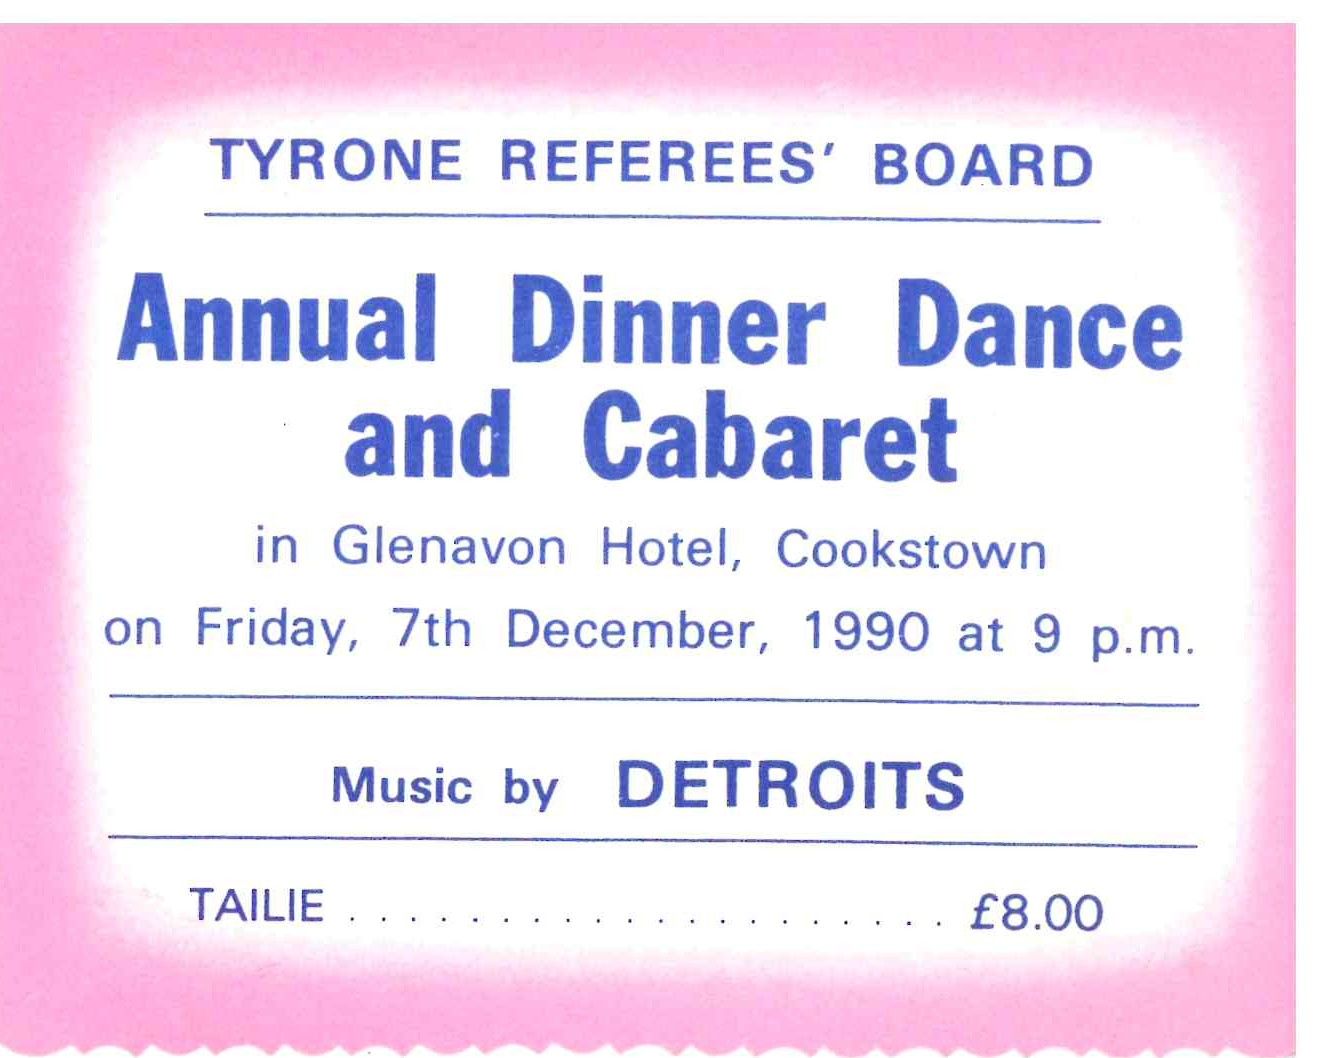 TYRONE REFEREES' BOARD
Annual Dinner Dance
and Cabaret
in Glenavon Hotel, Cookstown
on Friday, 7th December, 1990 at 9 p.m.
Music by DETROITS
TAILIE . . . . . . . . . . . . . . . . . . . . £8.00